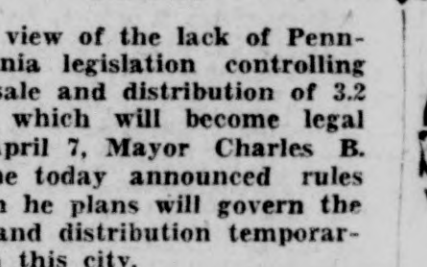 view of the lack of Penn-
nia legislation controlling
sale and distribution of 3.2
which will become legal
pril 7, Mayor Charles B.
ne today announced rules
he plans will govern the
and distribution temporar-
this city.